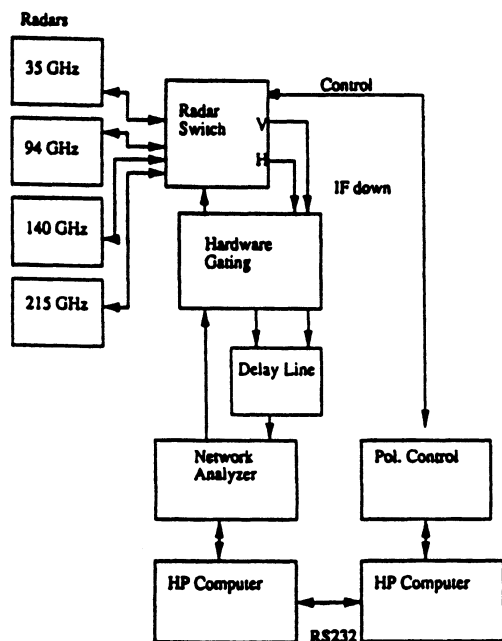 Radars
35 GHz
94 GHz
140 GHz
215 GHz
Radar
Switch
V
H
Control
IF down
Hardware
Gating
Delay Line
Network
Analyzer
Pol. Control
HP Computer
HP Computer
RS232